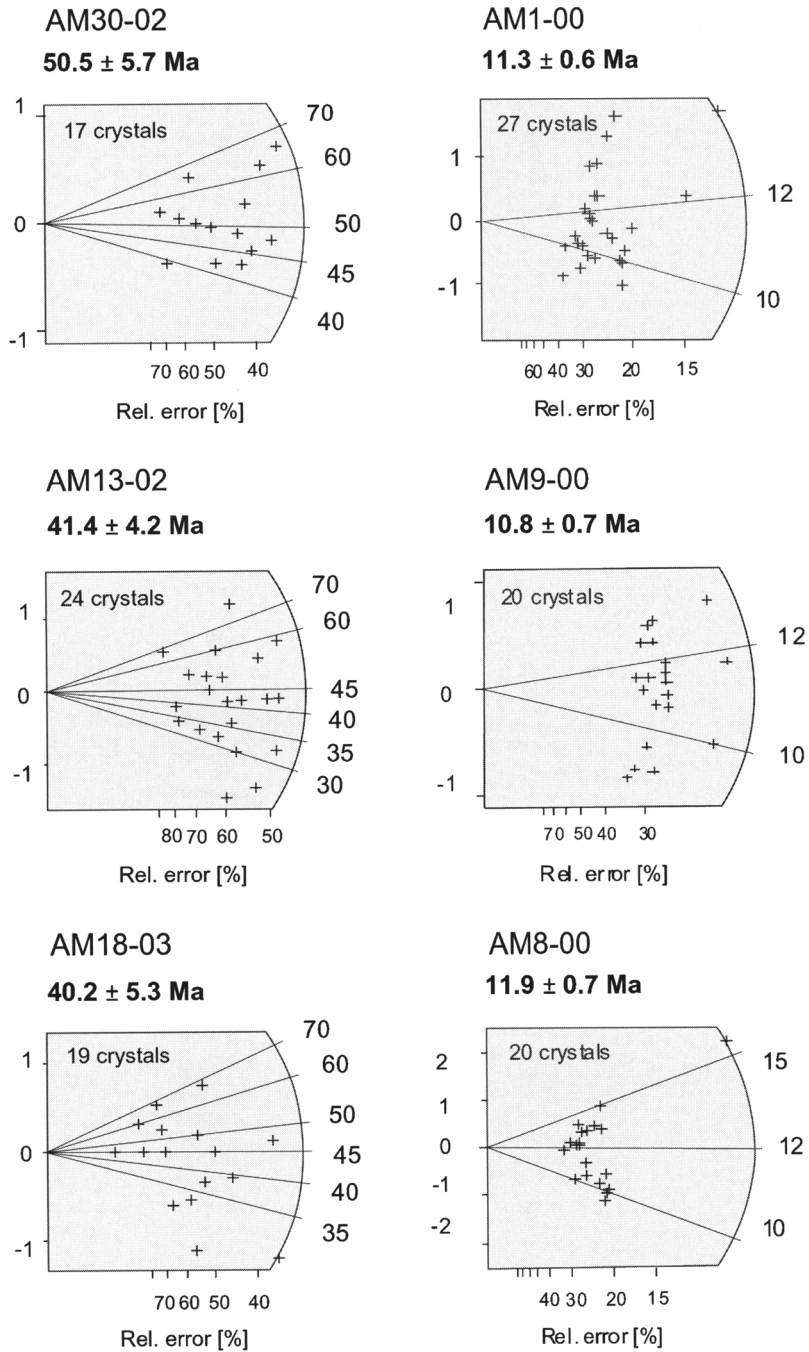 AM30-02
50.5 ± 5.7 Ma
17 crystals
1
0
-1
70
60
50
45
40
70 60 50 40
Rel. error [%]
AM1-00
11.3 ± 0.6 Ma
27 crystals
1
0
-1
12
10
60 40 30 20 15
Rel. error [%]
AM13-02
41.4 ± 4.2 Ma
24 crystals
1
0
-1
70
60
45
40
35
30
80 70 60 50
Rel. error [%]
AM9-00
10.8 ± 0.7 Ma
20 crystals
1
0
-1
12
10
70 50 40 30
Rel. error [%]
AM18-03
40.2 ± 5.3 Ma
19 crystals
1
0
-1
70
60
50
45
40
35
70 60 50 40
Rel. error [%]
AM8-00
11.9 ± 0.7 Ma
20 crystals
2
1
0
-1
-2
15
12
10
40 30 20 15
Rel. error [%]